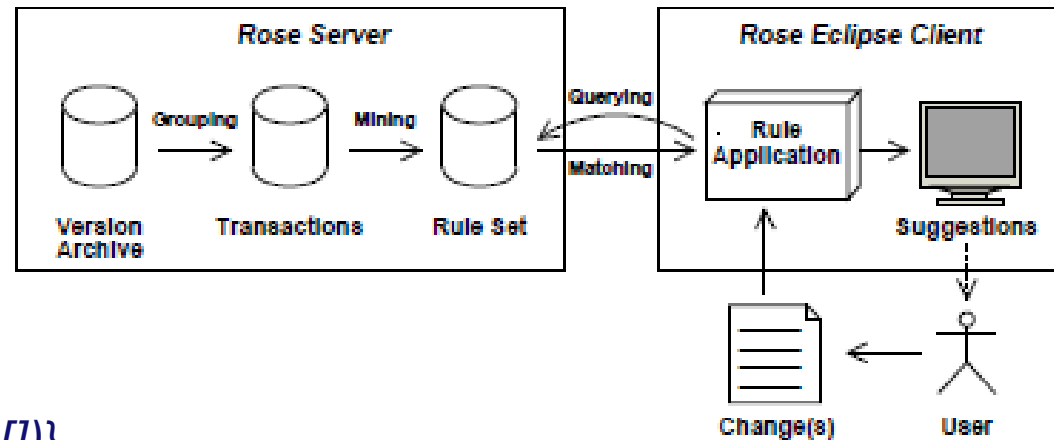 Rose Server
Rose Eclipse Client
Grouping
Mining
Querying
Matching
Rule
Application
Version
Archive
Transactions
Rule Set
Suggestions
Change(s)
User